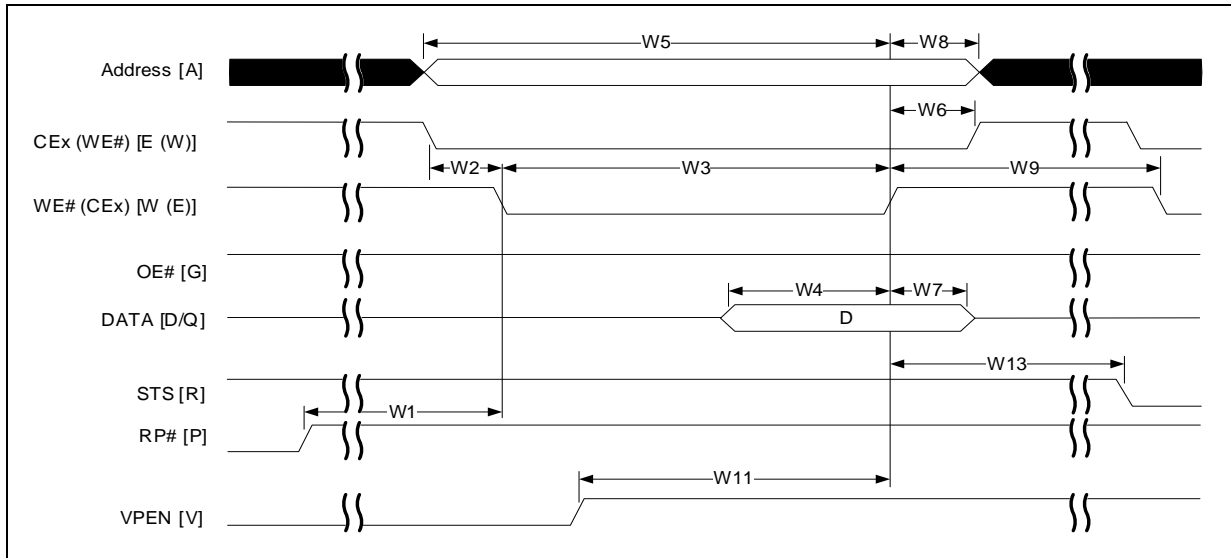 W5 W8
Address [A]
W6
CEx (WE#) [E (W)]
W2 W3 W9
WE# (CEx) [W (E)]
OE# [G]
W4 W7
DATA [D/Q] D
W13
STS [R]
W1
RP# [P]
W11
VPEN [V]